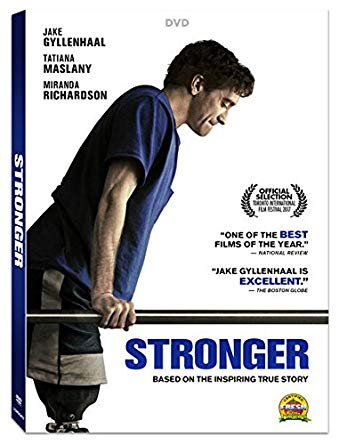 DVD
JAKE
GYLLENHAAL
TATIANA
MASLANY
MIRANDA
RICHARDSON
STRONGER
OFFICIAL
SELECTION
TORONTO INTERNATIONAL
FILM FESTIVAL 2017
"ONE OF THE BEST
FILMS OF THE YEAR."
— NATIONAL REVIEW
"JAKE GYLLENHAAL IS
EXCELLENT."
— THE BOSTON GLOBE
STRONGER
BASED ON THE INSPIRING TRUE STORY
FRESH